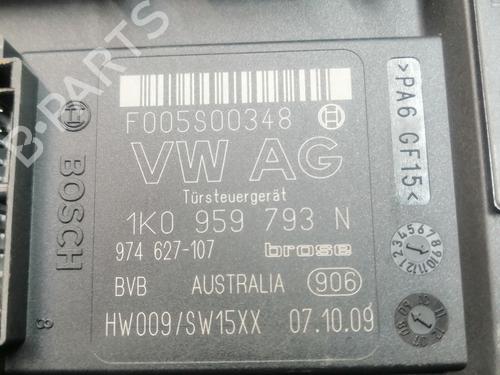 F005S00348
VW AG
Türsteuergerät
1K0 959 793 N
974 627-107 brose
BVB AUSTRALIA 906
HW009/SW15XX 07.10.09
BOSCH
>PA6 GF15<
8
B-PARTS